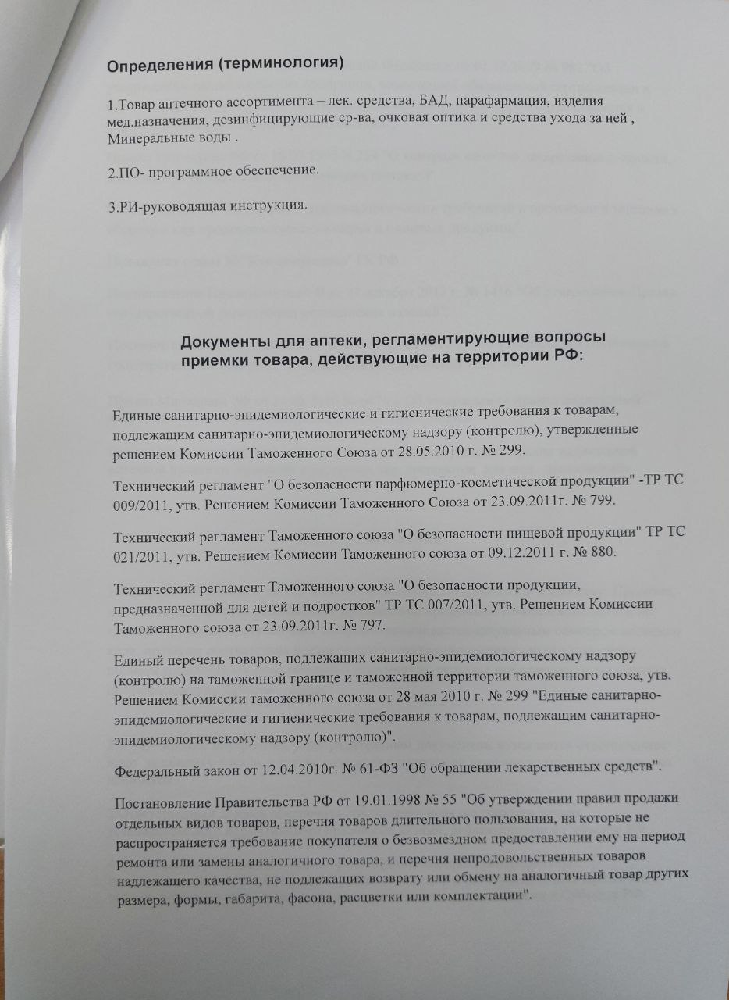 Определения (терминология)
1.Товар аптечного ассортимента – лек. средства, БАД, парафармация, изделия
мед.назначения, дезинфицирующие ср-ва, очковая оптика и средства ухода за ней ,
Минеральные воды .
2.ПО- программное обеспечение.
3.РИ-руководящая инструкция.
Документы для аптеки, регламентирующие вопросы
приемки товара, действующие на территории РФ:
Единые санитарно-эпидемиологические и гигиенические требования к товарам,
подлежащим санитарно-эпидемиологическому надзору (контролю), утвержденные
решением Комиссии Таможенного Союза от 28.05.2010 г. № 299.
Технический регламент "О безопасности парфюмерно-косметической продукции" -ТР ТС
009/2011, утв. Решением Комиссии Таможенного Союза от 23.09.2011г. № 799.
Технический регламент Таможенного союза "О безопасности пищевой продукции" ТР ТС
021/2011, утв. Решением Комиссии Таможенного союза от 09.12.2011 г. № 880.
Технический регламент Таможенного союза "О безопасности продукции,
предназначенной для детей и подростков" ТР ТС 007/2011, утв. Решением Комиссии
Таможенного союза от 23.09.2011г. № 797.
Единый перечень товаров, подлежащих санитарно-эпидемиологическому надзору
(контролю) на таможенной границе и таможенной территории таможенного союза, утв.
Решением Комиссии таможенного союза от 28 мая 2010 г. № 299 "Единые санитарно-
эпидемиологические и гигиенические требования к товарам, подлежащим санитарно-
эпидемиологическому надзору (контролю)".
Федеральный закон от 12.04.2010г. № 61-ФЗ "Об обращении лекарственных средств".
Постановление Правительства РФ от 19.01.1998 № 55 "Об утверждении правил продажи
отдельных видов товаров, перечня товаров длительного пользования, на которые не
распространяется требование покупателя о безвозмездном предоставлении ему на период
ремонта или замены аналогичного товара, и перечня непродовольственных товаров
надлежащего качества, не подлежащих возврату или обмену на аналогичный товар других
размера, формы, габарита, фасона, расцветки или комплектации".